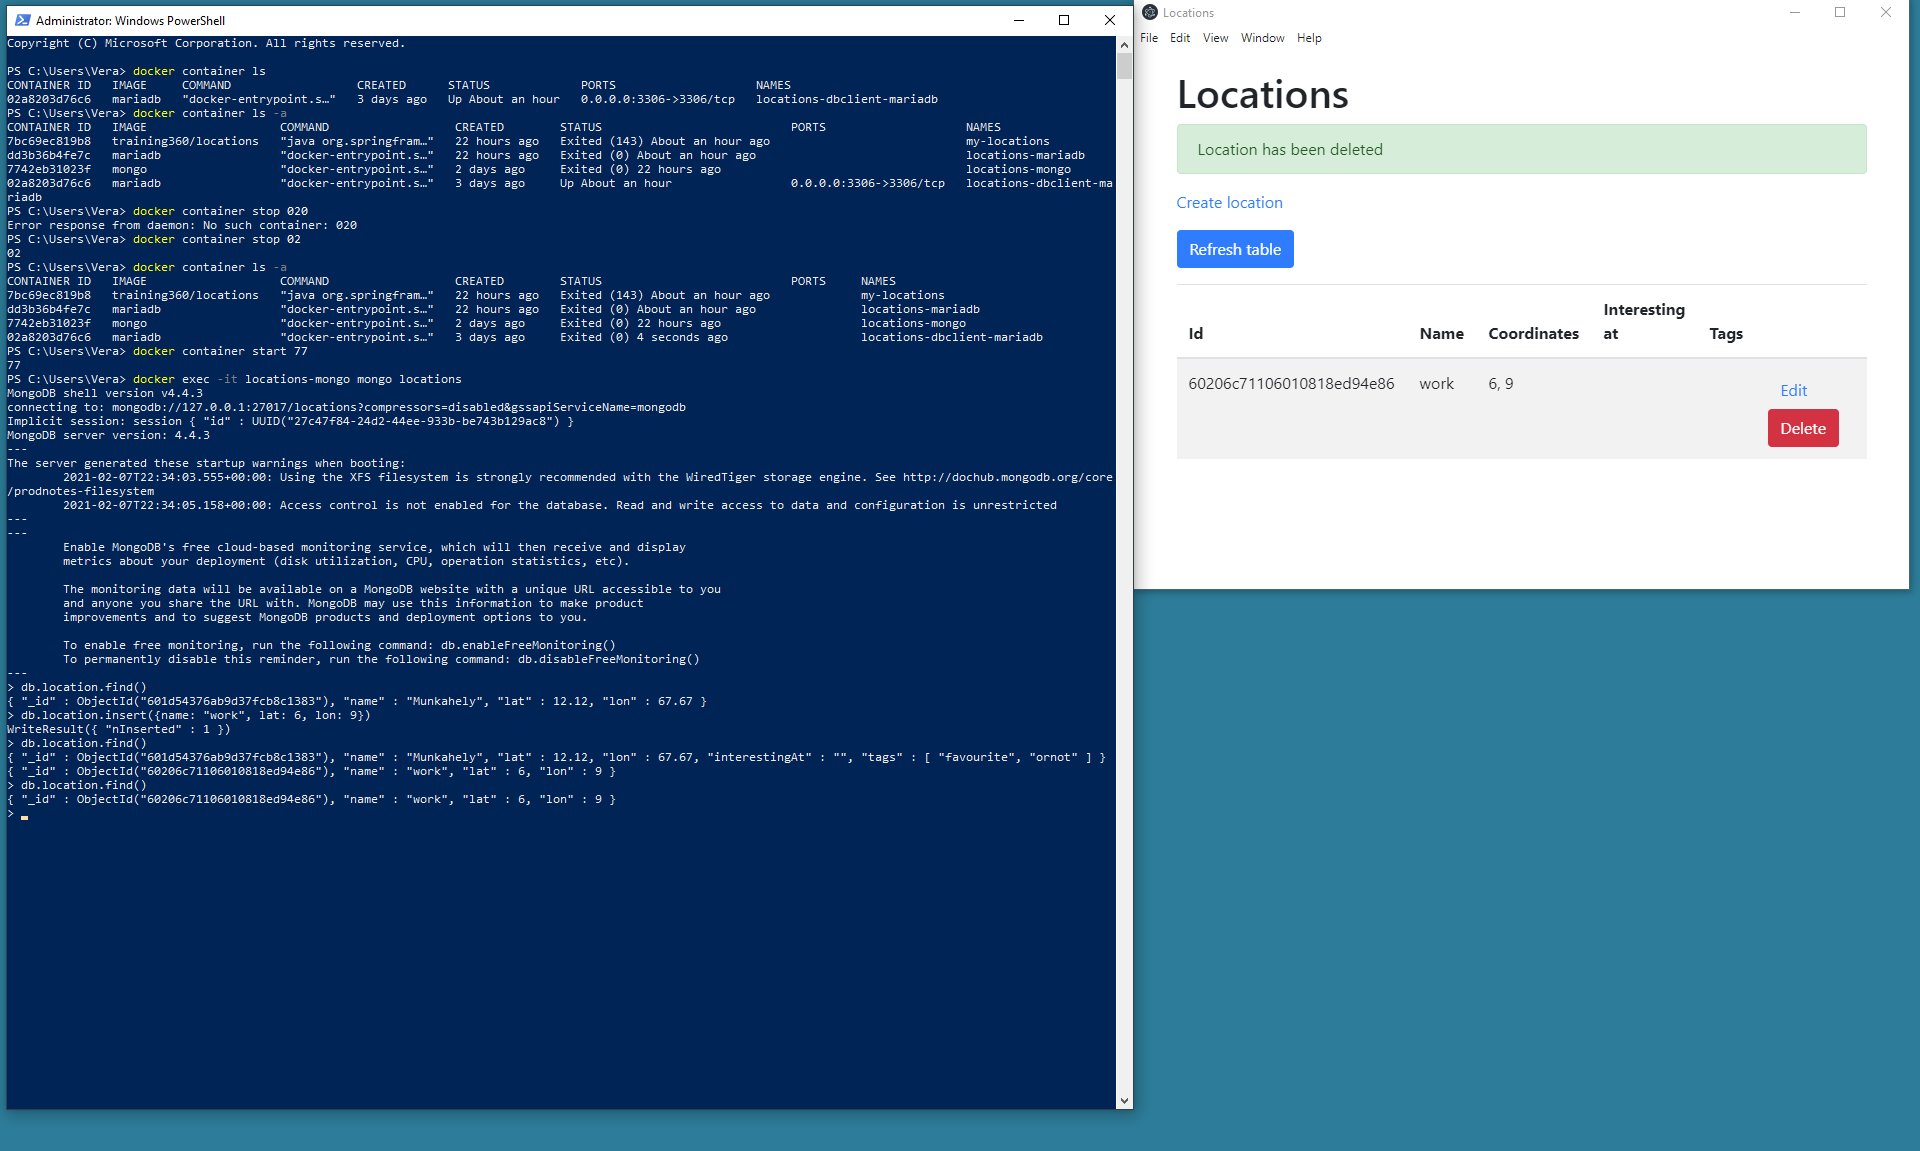 Administrator: Windows PowerShell
Copyright (C) Microsoft Corporation. All rights reserved.
PS C:\Users\Vera> docker container ls
CONTAINER ID   IMAGE     COMMAND                  CREATED      STATUS             PORTS                    NAMES
02a8203d76c6   mariadb   "docker-entrypoint.s…"   3 days ago   Up About an hour   0.0.0.0:3306->3306/tcp   locations-dbclient-mariadb
PS C:\Users\Vera> docker container ls -a
CONTAINER ID   IMAGE                   COMMAND                  CREATED        STATUS                           PORTS                    NAMES
7bc69ec819b8   training360/locations   "java org.springfram…"   22 hours ago   Exited (143) About an hour ago                            my-locations
dd3b36b4fe7c   mariadb                 "docker-entrypoint.s…"   22 hours ago   Exited (0) About an hour ago                              locations-mariadb
7742eb31023f   mongo                   "docker-entrypoint.s…"   2 days ago     Exited (0) 22 hours ago                                   locations-mongo
02a8203d76c6   mariadb                 "docker-entrypoint.s…"   3 days ago     Up About an hour                 0.0.0.0:3306->3306/tcp   locations-dbclient-ma
riadb
PS C:\Users\Vera> docker container stop 020
Error response from daemon: No such container: 020
PS C:\Users\Vera> docker container stop 02
02
PS C:\Users\Vera> docker container ls -a
CONTAINER ID   IMAGE                   COMMAND                  CREATED        STATUS                           PORTS     NAMES
7bc69ec819b8   training360/locations   "java org.springfram…"   22 hours ago   Exited (143) About an hour ago             my-locations
dd3b36b4fe7c   mariadb                 "docker-entrypoint.s…"   22 hours ago   Exited (0) About an hour ago               locations-mariadb
7742eb31023f   mongo                   "docker-entrypoint.s…"   2 days ago     Exited (0) 22 hours ago                    locations-mongo
02a8203d76c6   mariadb                 "docker-entrypoint.s…"   3 days ago     Exited (0) 4 seconds ago                   locations-dbclient-mariadb
PS C:\Users\Vera> docker container start 77
77
PS C:\Users\Vera> docker exec -it locations-mongo mongo locations
MongoDB shell version v4.4.3
connecting to: mongodb://127.0.0.1:27017/locations?compressors=disabled&gssapiServiceName=mongodb
Implicit session: session { "id" : UUID("27c47f84-24d2-44ee-933b-be743b129ac8") }
MongoDB server version: 4.4.3
---
The server generated these startup warnings when booting:
        2021-02-07T22:34:03.555+00:00: Using the XFS filesystem is strongly recommended with the WiredTiger storage engine. See http://dochub.mongodb.org/core
/prodnotes-filesystem
        2021-02-07T22:34:05.158+00:00: Access control is not enabled for the database. Read and write access to data and configuration is unrestricted
---
---
        Enable MongoDB's free cloud-based monitoring service, which will then receive and display
        metrics about your deployment (disk utilization, CPU, operation statistics, etc).
        The monitoring data will be available on a MongoDB website with a unique URL accessible to you
        and anyone you share the URL with. MongoDB may use this information to make product
        improvements and to suggest MongoDB products and deployment options to you.
        To enable free monitoring, run the following command: db.enableFreeMonitoring()
        To permanently disable this reminder, run the following command: db.disableFreeMonitoring()
---
> db.location.find()
{ "_id" : ObjectId("601d54376ab9d37fcb8c1383"), "name" : "Munkahely", "lat" : 12.12, "lon" : 67.67 }
> db.location.insert({name: "work", lat: 6, lon: 9})
WriteResult({ "nInserted" : 1 })
> db.location.find()
{ "_id" : ObjectId("601d54376ab9d37fcb8c1383"), "name" : "Munkahely", "lat" : 12.12, "lon" : 67.67, "interestingAt" : "", "tags" : [ "favourite", "ornot" ] }
{ "_id" : ObjectId("60206c71106010818ed94e86"), "name" : "work", "lat" : 6, "lon" : 9 }
> db.location.find()
{ "_id" : ObjectId("60206c71106010818ed94e86"), "name" : "work", "lat" : 6, "lon" : 9 }
>
Locations
File Edit View Window Help
Locations
Location has been deleted
Create location
Refresh table
Id Name Coordinates Interesting at Tags
60206c71106010818ed94e86 work 6, 9 Edit
Delete